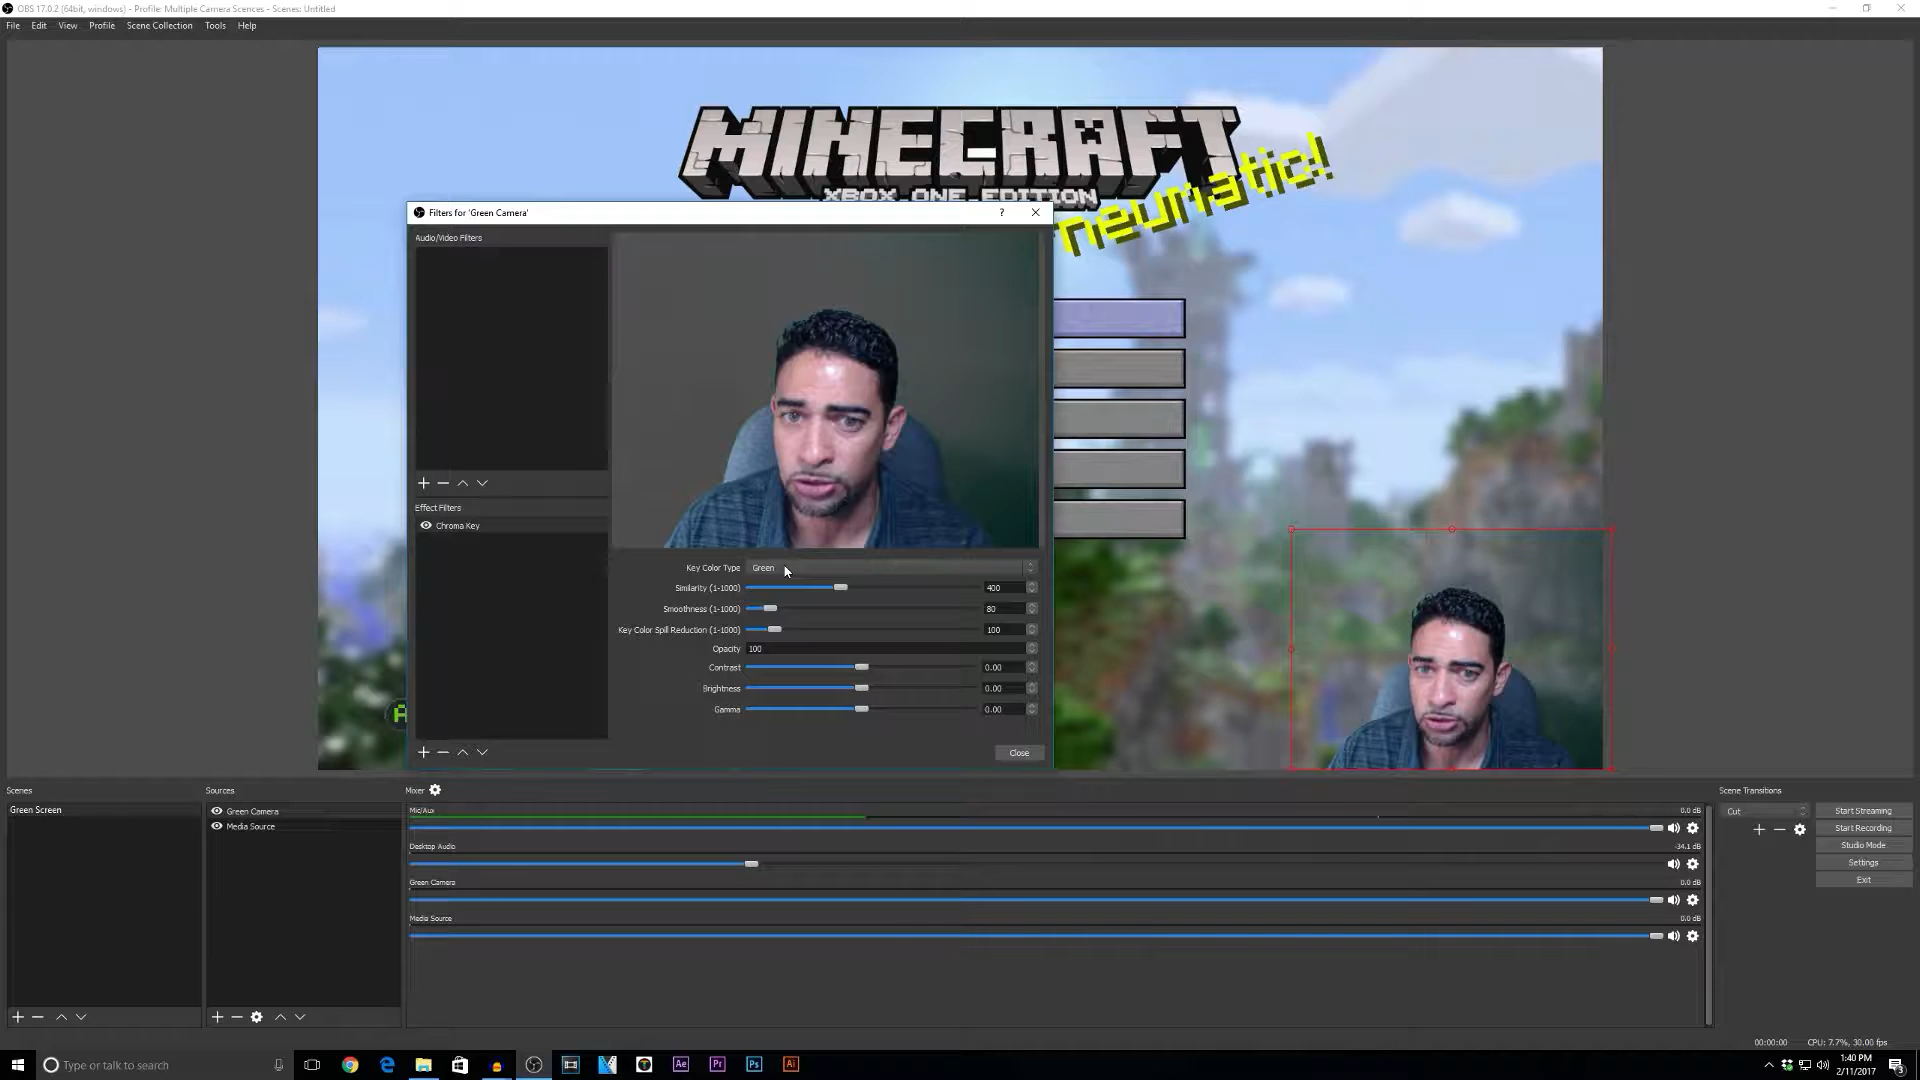 OBS 17.0.2 (64bit, windows) - Profile: Multiple Camera Scences - Scenes: Untitled
File Edit View Profile Scene Collection Tools Help
MINECRAFT
XBOX ONE EDITION
neumatic!
Filters for 'Green Camera'
?
Audio/Video Filters
Effect Filters
Chroma Key
Key Color Type Green
Similarity (1-1000) 400
Smoothness (1-1000) 80
Key Color Spill Reduction (1-1000) 100
Opacity 100
Contrast 0.00
Brightness 0.00
Gamma 0.00
Close
Scenes
Green Screen
Sources
Green Camera
Media Source
Mixer
Mic/Aux 0.0 dB
Desktop Audio -34.1 dB
Green Camera 0.0 dB
Media Source 0.0 dB
Scene Transitions
Cut
Start Streaming
Start Recording
Studio Mode
Settings
Exit
00:00:00 CPU: 7.7%, 30.00 fps
Type or talk to search
Ae Pr Ps Ai
1:40 PM
2/11/2017
3